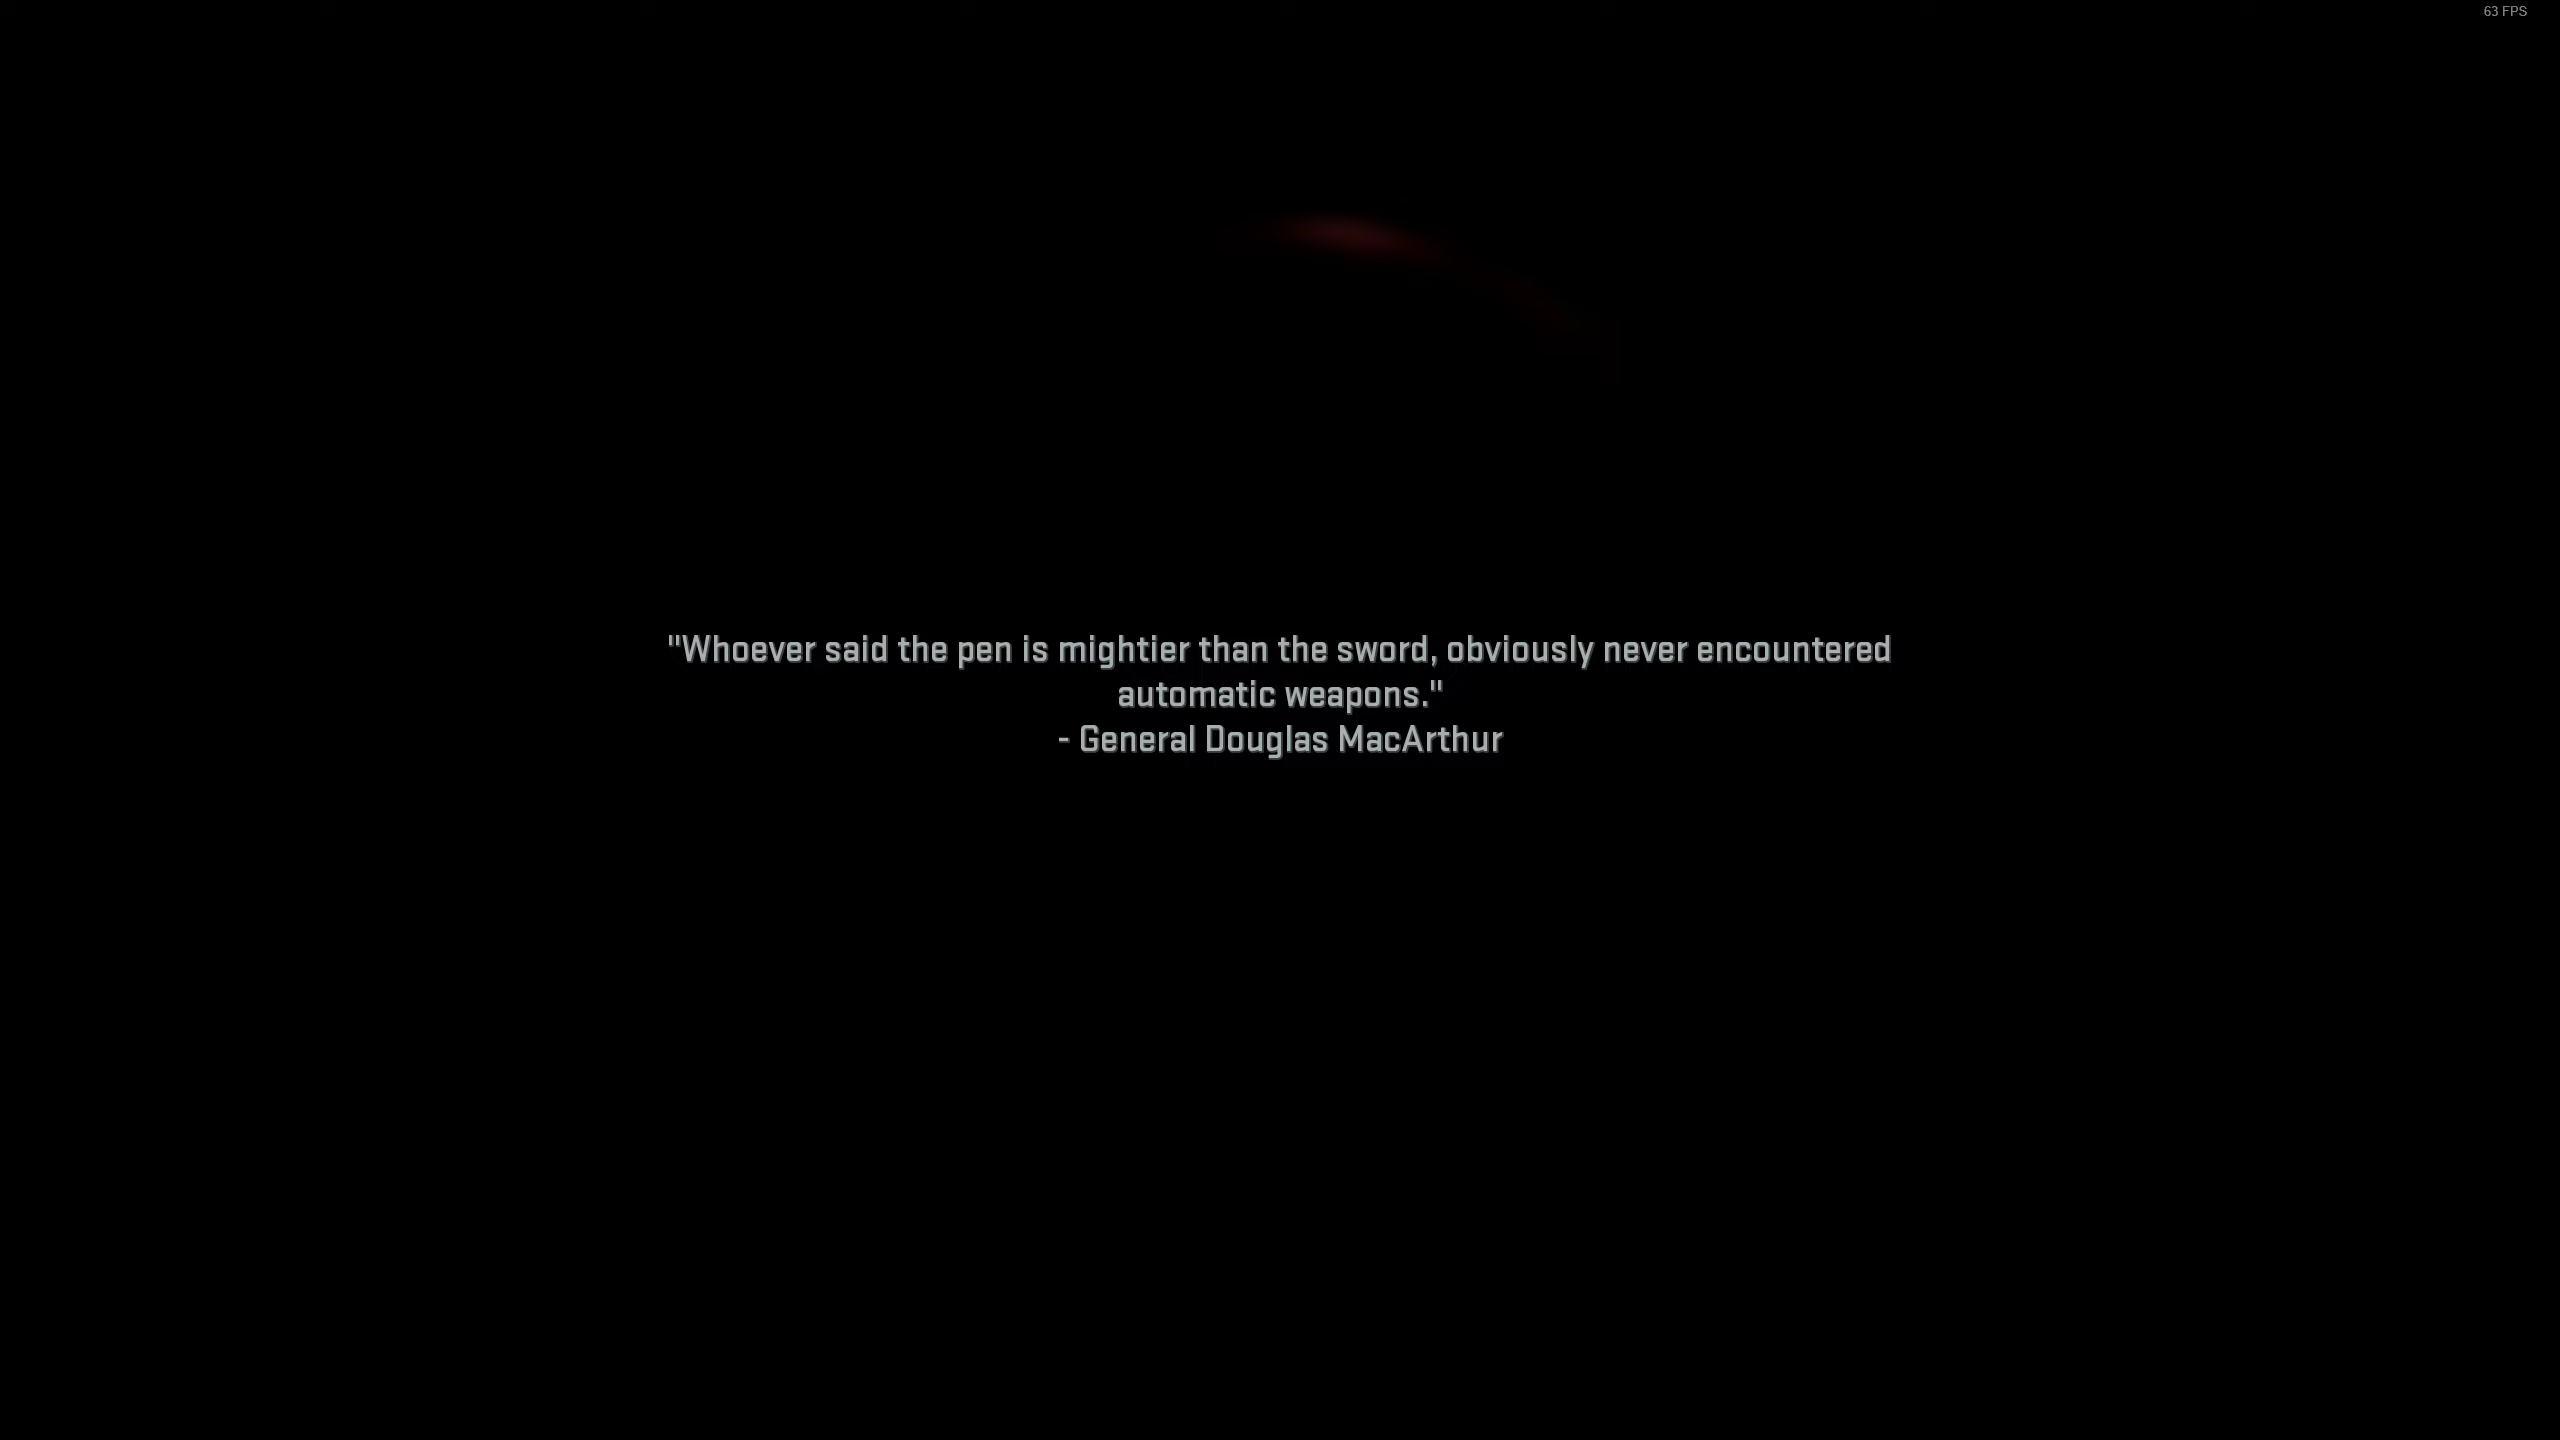 63 FPS
"Whoever said the pen is mightier than the sword, obviously never encountered
automatic weapons."
- General Douglas MacArthur